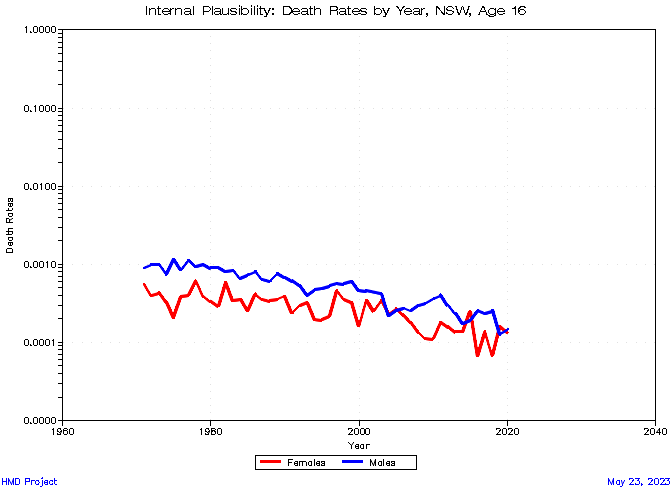 Internal Plausibility: Death Rates by Year, NSW, Age 16
1.0000
0.1000
0.0100
0.0010
0.0001
0.0000
Death Rates
1960 1980 2000 2020 2040
Year
Females Males
HMD Project May 23, 2023